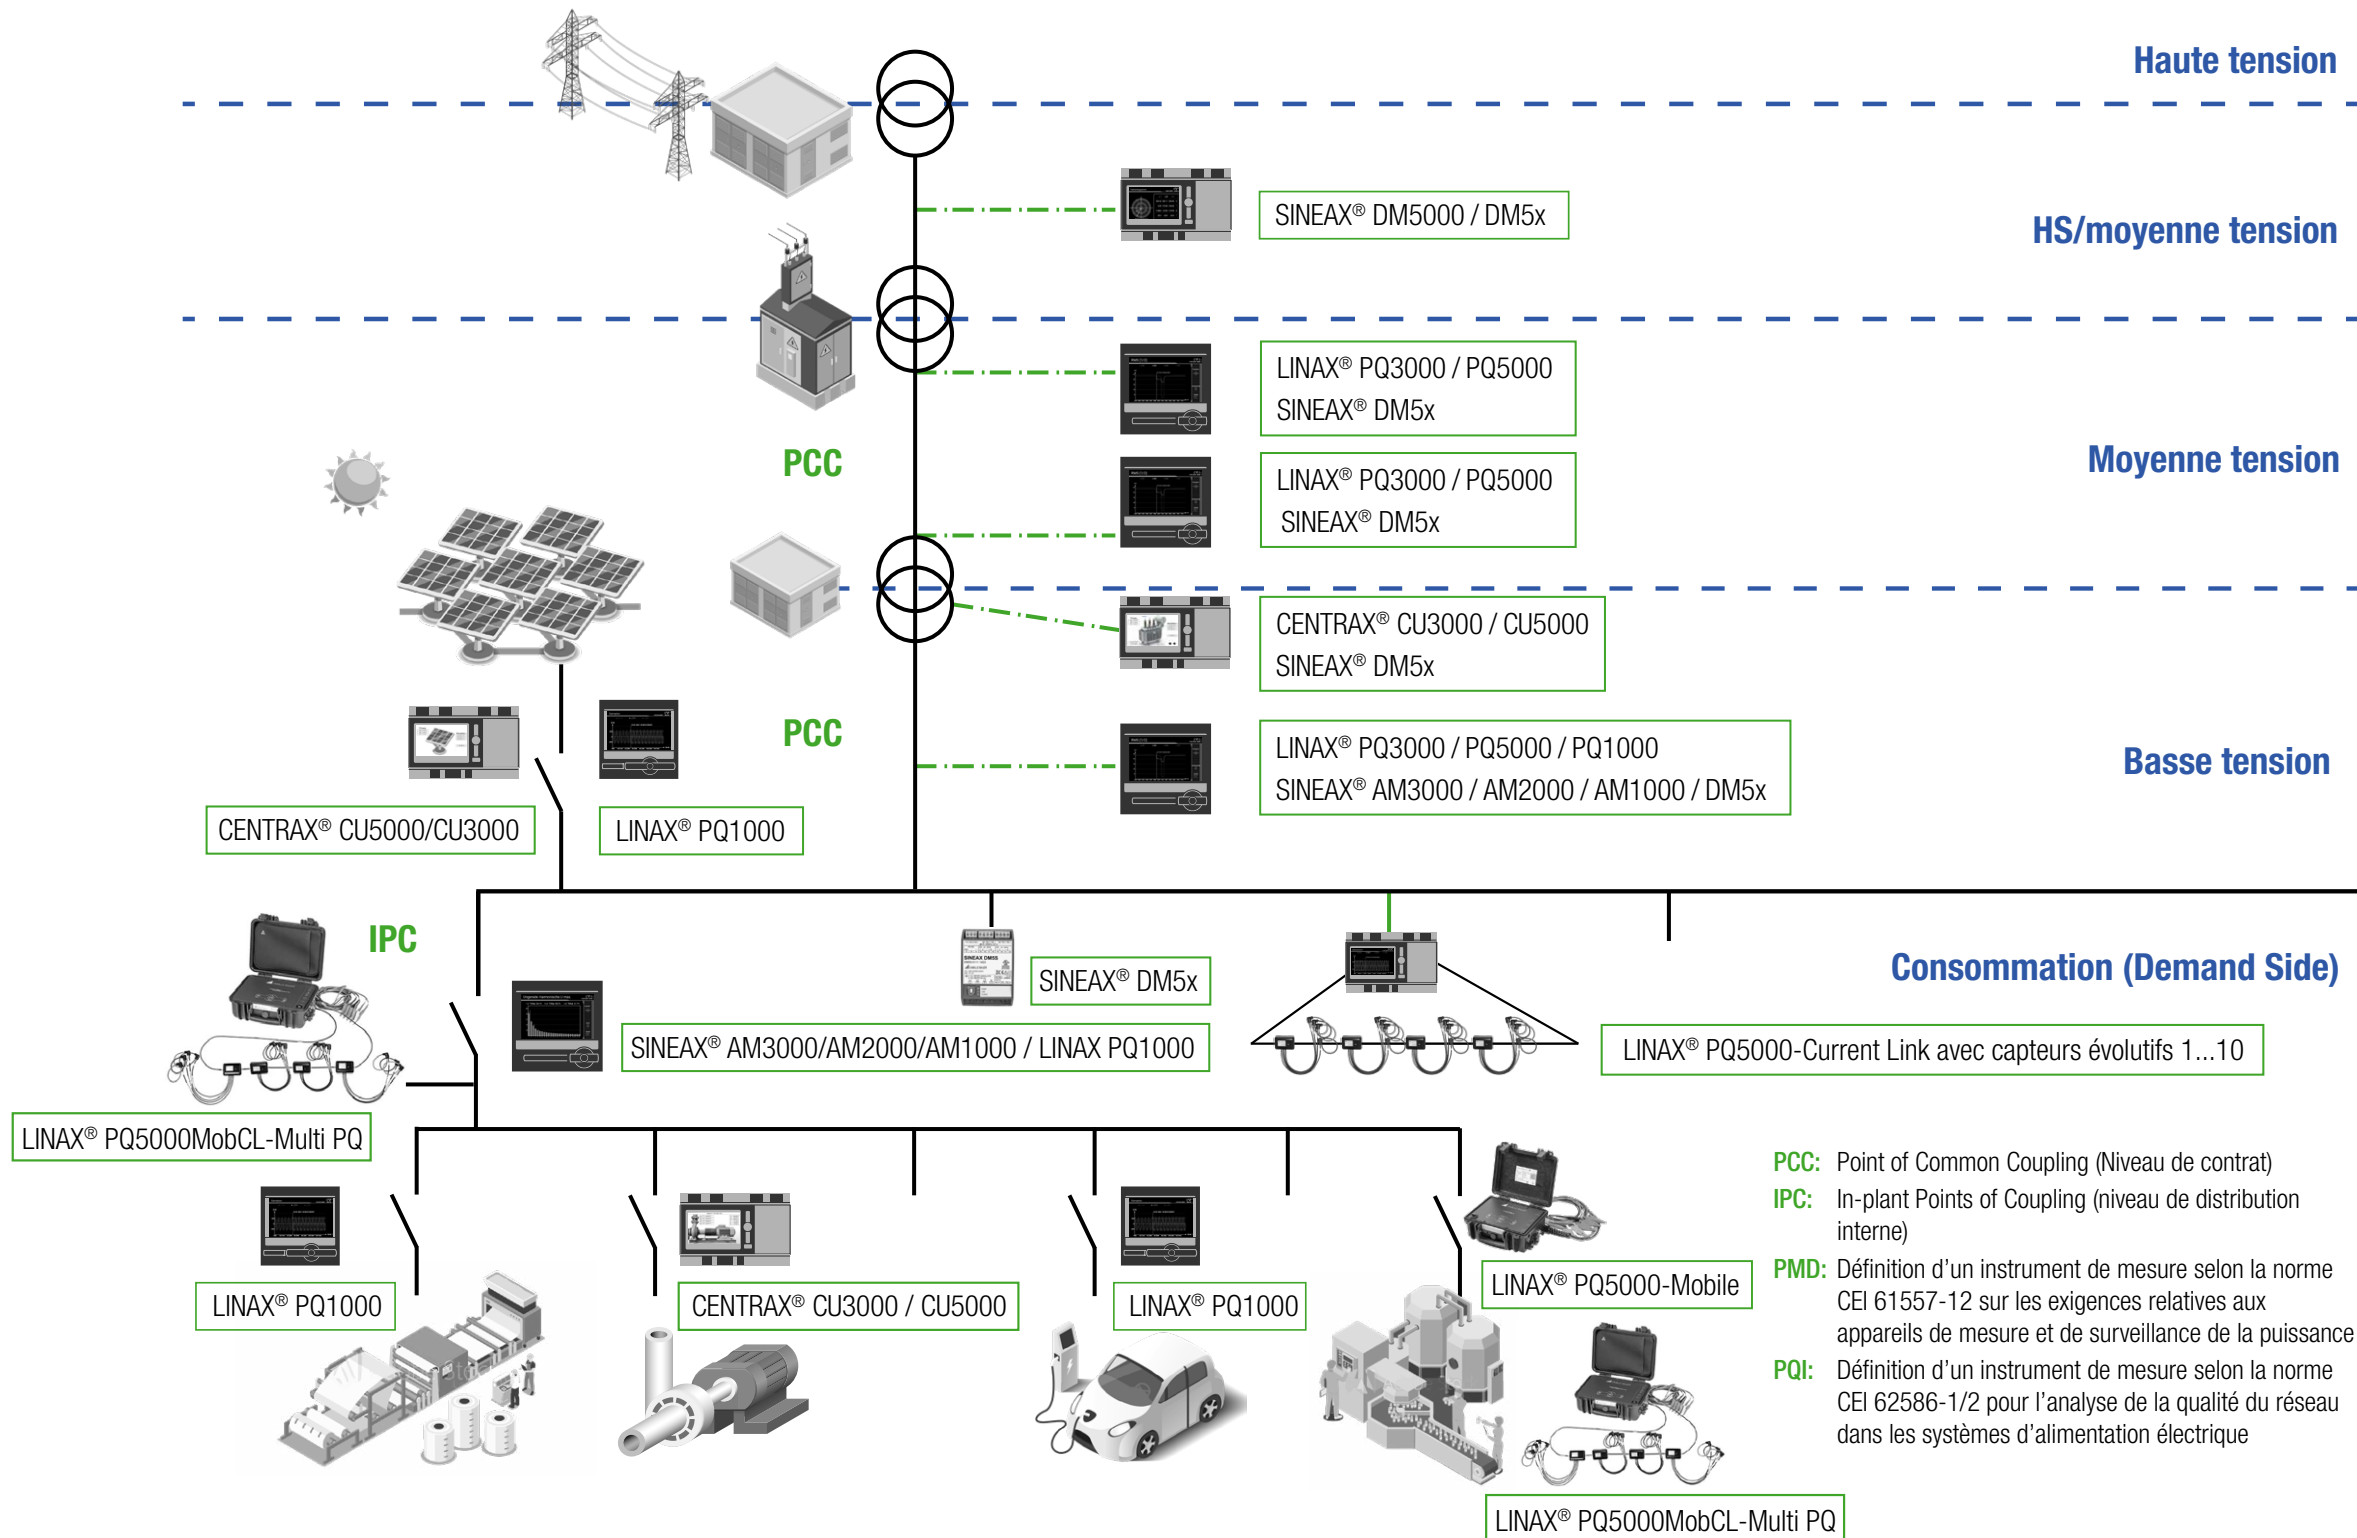 Haute tension
SINEAX® DM5000 / DM5x
HS/moyenne tension
LINAX® PQ3000 / PQ5000
SINEAX® DM5x
PCC
Moyenne tension
LINAX® PQ3000 / PQ5000
SINEAX® DM5x
CENTRAX® CU3000 / CU5000
SINEAX® DM5x
PCC
LINAX® PQ3000 / PQ5000 / PQ1000
SINEAX® AM3000 / AM2000 / AM1000 / DM5x
Basse tension
CENTRAX® CU5000/CU3000
LINAX® PQ1000
IPC
SINEAX DM5S
SINEAX® DM5x
Consommation (Demand Side)
SINEAX® AM3000/AM2000/AM1000 / LINAX PQ1000
LINAX® PQ5000-Current Link avec capteurs évolutifs 1...10
LINAX® PQ5000MobCL-Multi PQ
LINAX® PQ1000
CENTRAX® CU3000 / CU5000
LINAX® PQ1000
LINAX® PQ5000-Mobile
LINAX® PQ5000MobCL-Multi PQ
PCC: Point of Common Coupling (Niveau de contrat)
IPC: In-plant Points of Coupling (niveau de distribution
interne)
PMD: Définition d'un instrument de mesure selon la norme
CEI 61557-12 sur les exigences relatives aux
appareils de mesure et de surveillance de la puissance
PQI: Définition d'un instrument de mesure selon la norme
CEI 62586-1/2 pour l'analyse de la qualité du réseau
dans les systèmes d'alimentation électrique